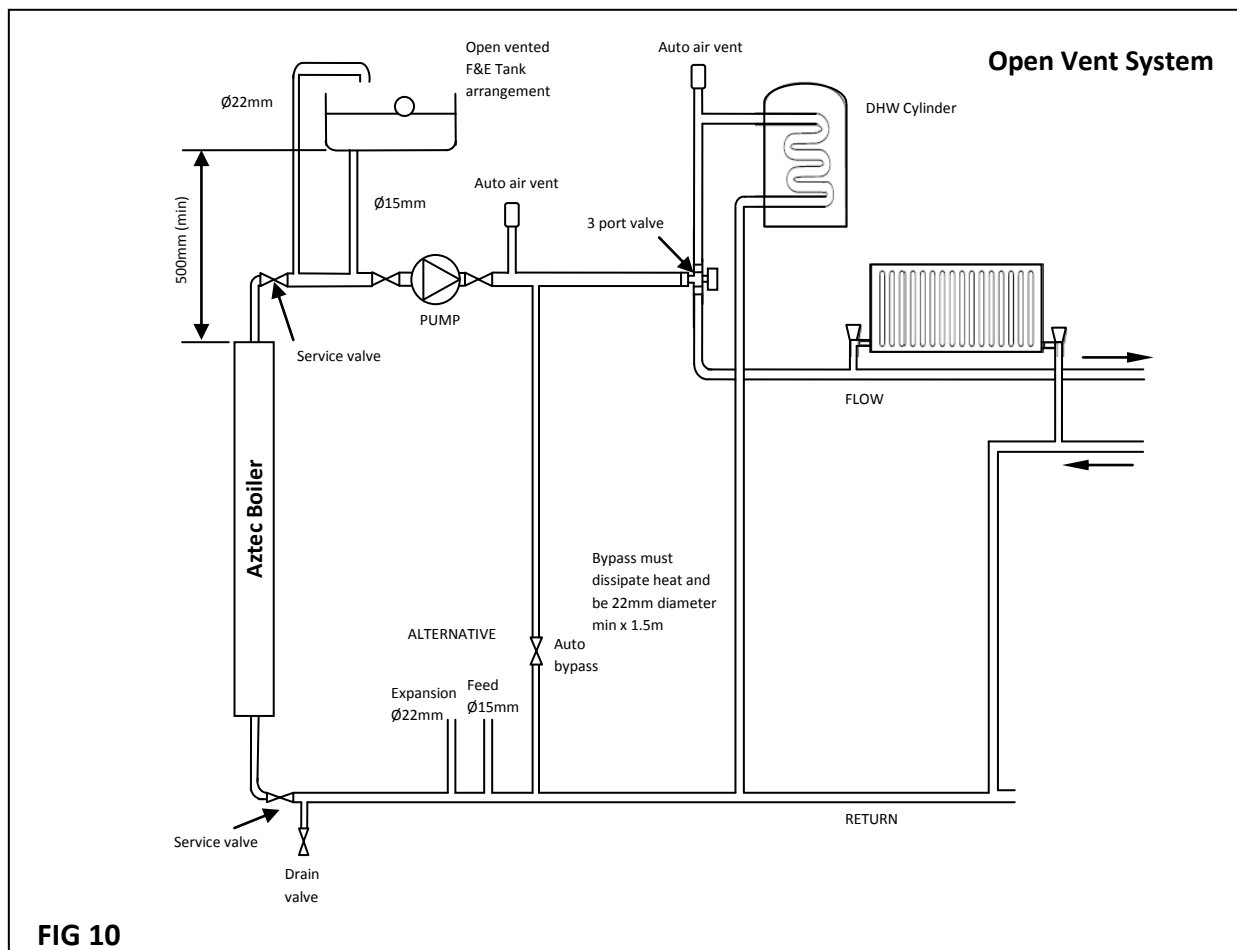 Open Vent System
Open vented
F&E Tank
arrangement
Auto air vent
DHW Cylinder
Ø22mm
500mm (min)
Ø15mm
Auto air vent
3 port valve
PUMP
Service valve
FLOW
Aztec Boiler
Bypass must
dissipate heat and
be 22mm diameter
min x 1.5m
ALTERNATIVE
Auto
bypass
Expansion
Ø22mm
Feed
Ø15mm
RETURN
Service valve
Drain
valve
FIG 10